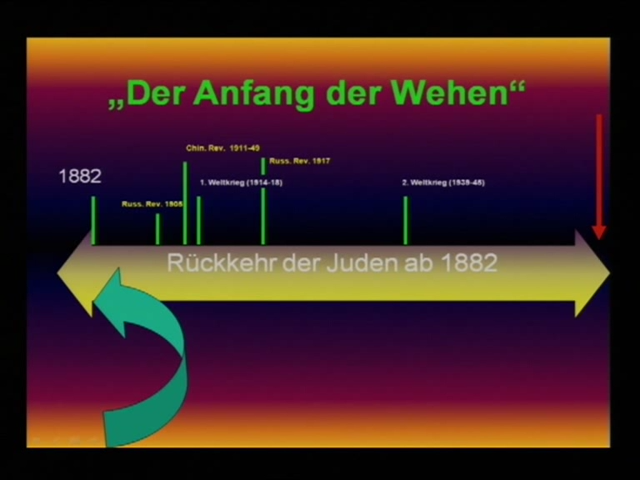 „Der Anfang der Wehen“
Chin. Rev. 1911-49
Russ. Rev. 1917
1882
1. Weltkrieg (1914-18)
2. Weltkrieg (1939-45)
Russ. Rev. 1905
Rückkehr der Juden ab 1882